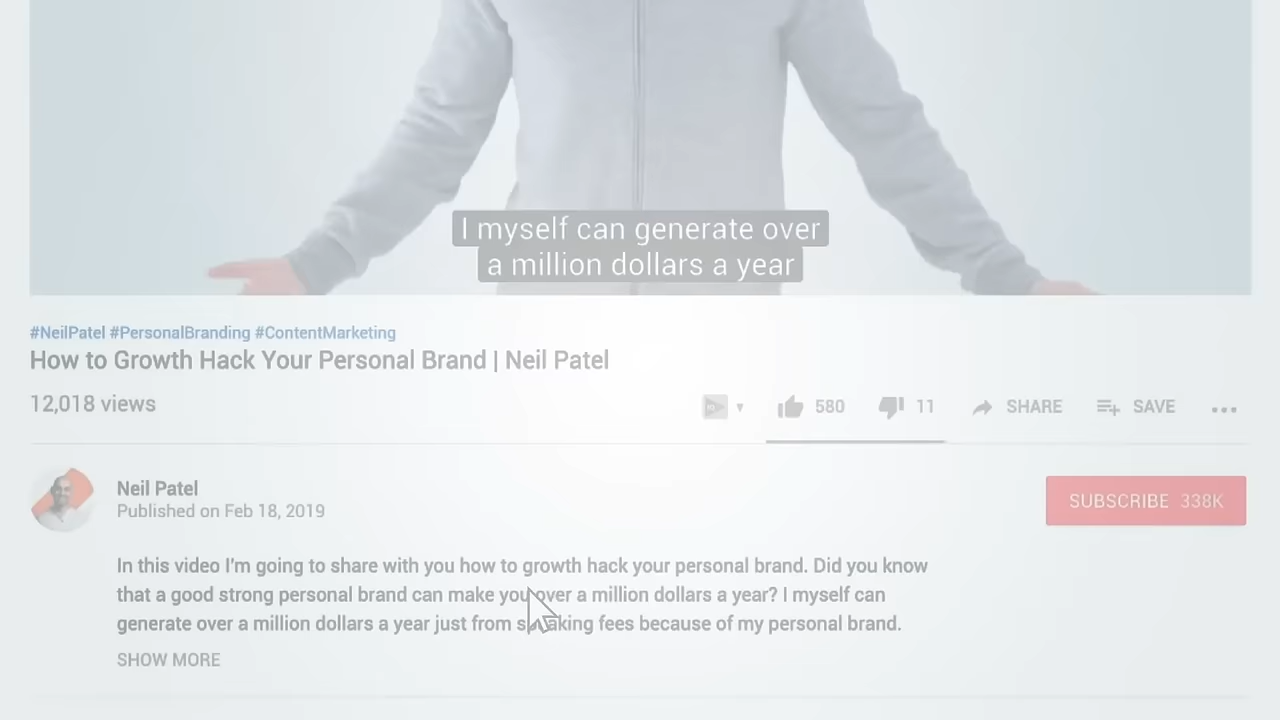 I myself can generate over
a million dollars a year
#NeilPatel #PersonalBranding #ContentMarketing
How to Growth Hack Your Personal Brand | Neil Patel
12,018 views
580
11
SHARE
SAVE
Neil Patel
Published on Feb 18, 2019
SUBSCRIBE 338K
In this video I'm going to share with you how to growth hack your personal brand. Did you know
that a good strong personal brand can make you over a million dollars a year? I myself can
generate over a million dollars a year just from speaking fees because of my personal brand.
SHOW MORE